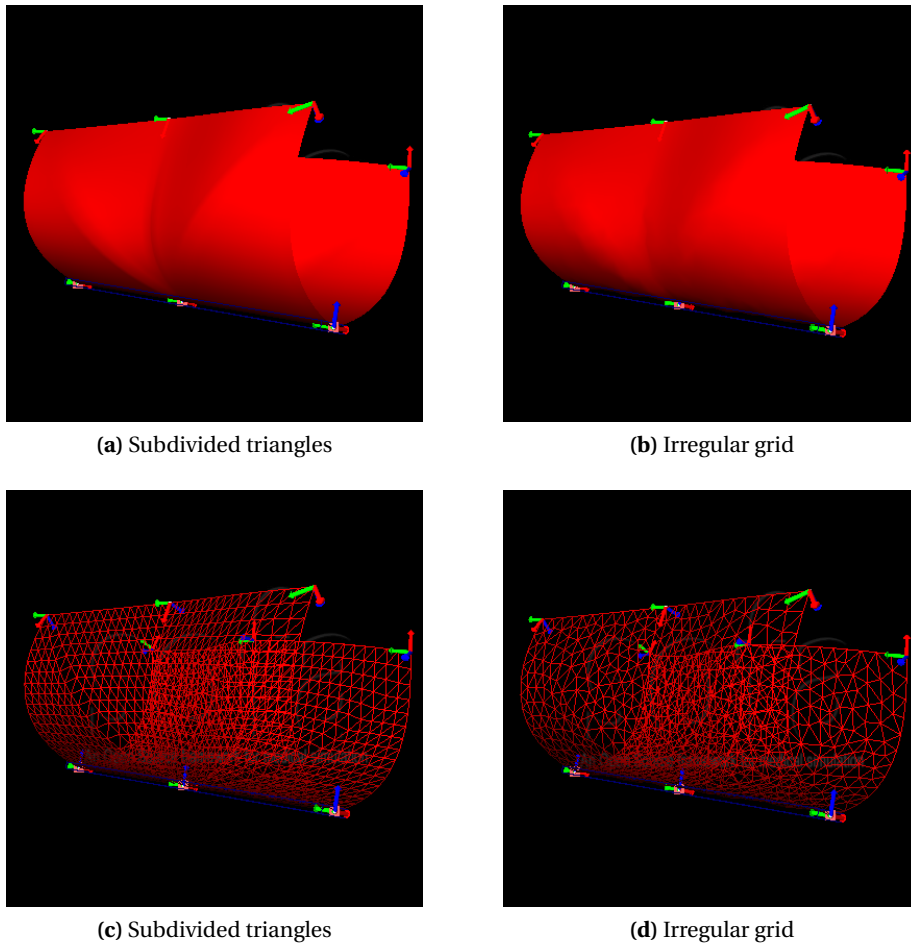 (a) Subdivided triangles
(b) Irregular grid
(c) Subdivided triangles
(d) Irregular grid